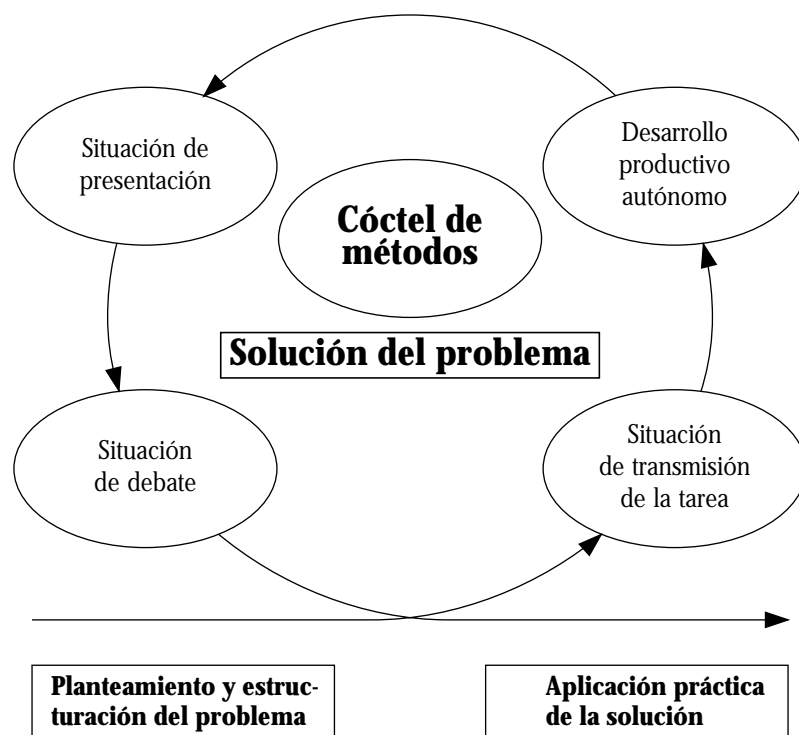 Situación de
presentación
Desarrollo
productivo
autónomo
Cóctel de
métodos
Solución del problema
Situación
de debate
Situación
de transmisión
de la tarea
Planteamiento y estruc-
turación del problema
Aplicación práctica
de la solución